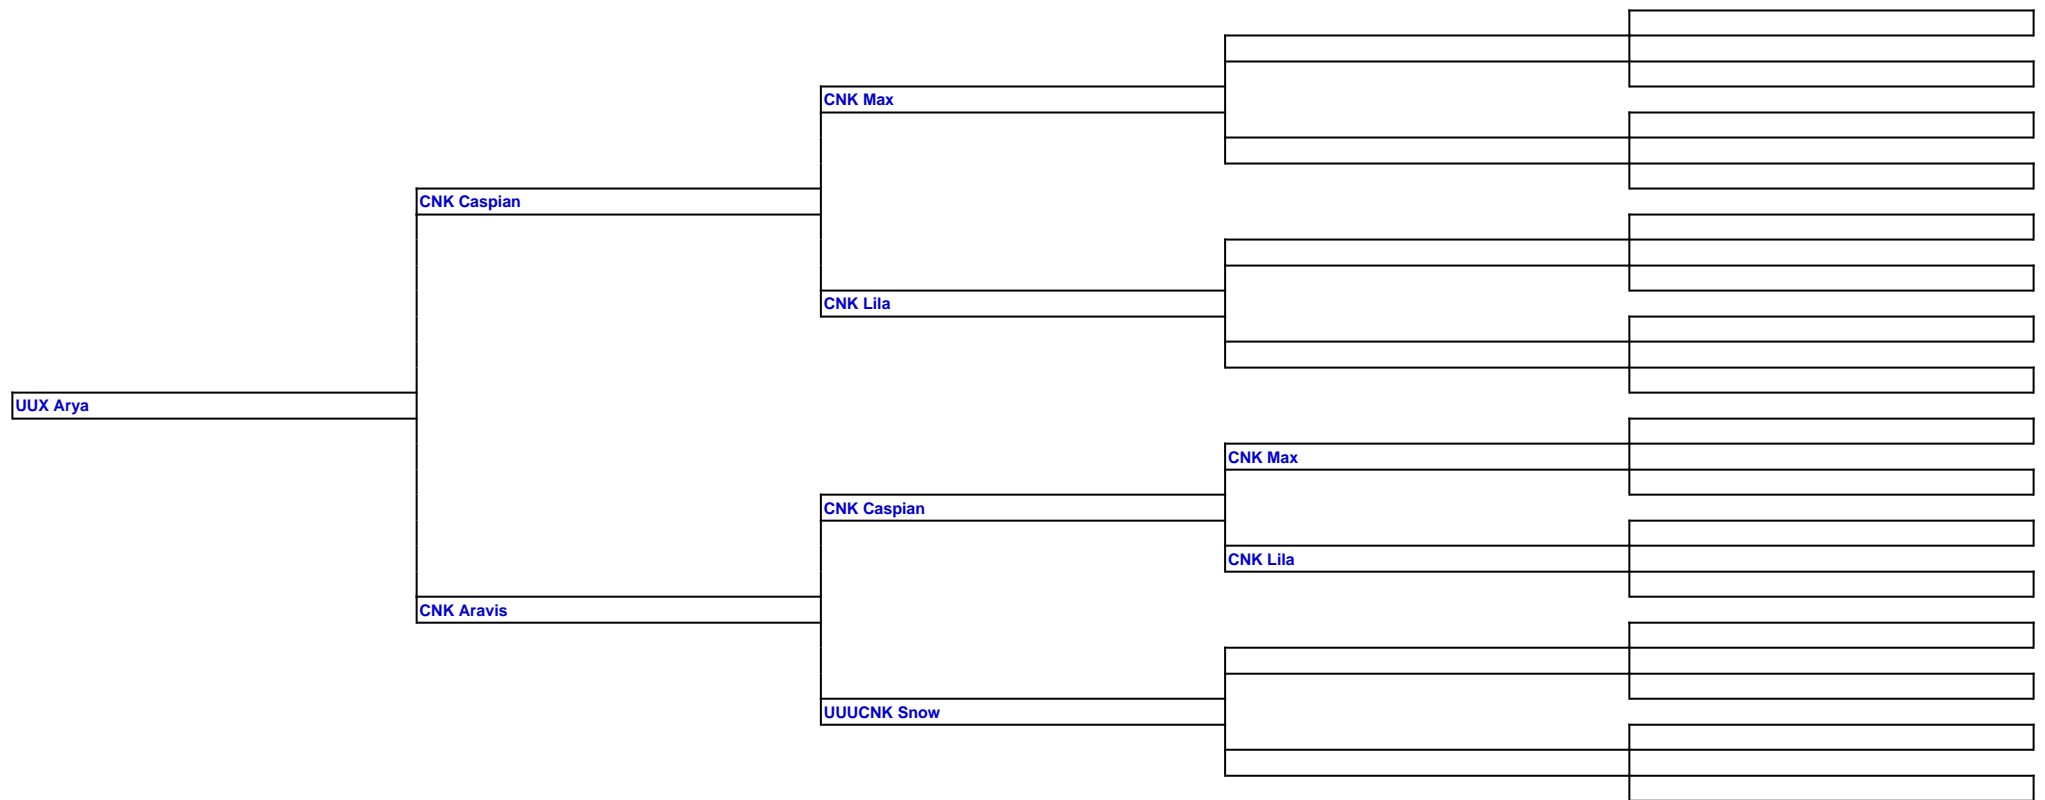 CNK Max
CNK Caspian
CNK Lila
UUX Arya
CNK Max
CNK Caspian
CNK Lila
CNK Aravis
UUUCNK Snow